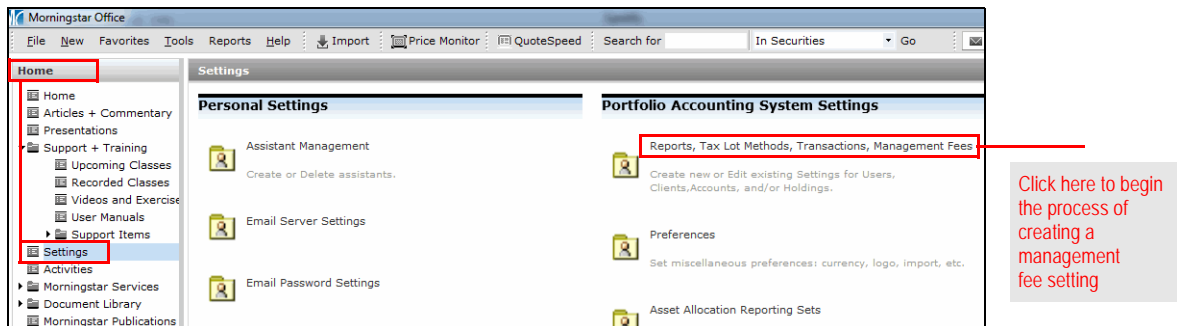 Morningstar Office
File New Favorites Tools Reports Help Import Price Monitor QuoteSpeed Search for In Securities Go
Home
Settings
Home
Articles + Commentary
Presentations
Support + Training
Upcoming Classes
Recorded Classes
Videos and Exercise
User Manuals
Support Items
Settings
Activities
Morningstar Services
Document Library
Morningstar Publications
Personal Settings
Assistant Management
Create or Delete assistants.
Email Server Settings
Email Password Settings
Portfolio Accounting System Settings
Reports, Tax Lot Methods, Transactions, Management Fees
Create new or Edit existing Settings for Users,
Clients,Accounts, and/or Holdings.
Preferences
Set miscellaneous preferences: currency, logo, import, etc.
Asset Allocation Reporting Sets
Click here to begin
the process of
creating a
management
fee setting